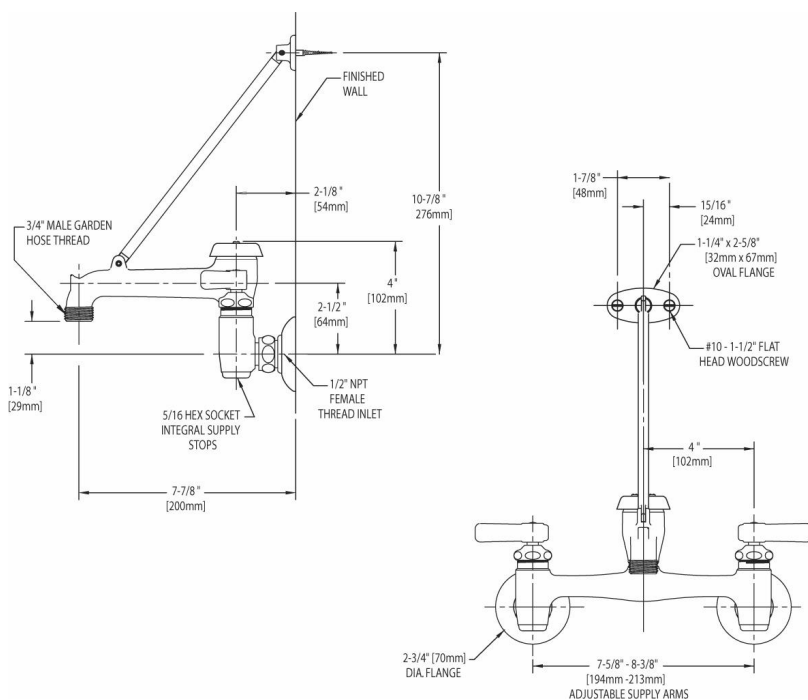 FINISHED
WALL
2-1/8"
[54mm]
10-7/8"
276mm]
3/4" MALE GARDEN
HOSE THREAD
4"
[102mm]
2-1/2"
[64mm]
1-1/8"
[29mm]
1/2" NPT
FEMALE
THREAD INLET
5/16 HEX SOCKET
INTEGRAL SUPPLY
STOPS
7-7/8"
[200mm]
1-7/8"
[48mm]
15/16"
[24mm]
1-1/4" x 2-5/8"
[32mm x 67mm]
OVAL FLANGE
#10 - 1-1/2" FLAT
HEAD WOODSCREW
4"
[102mm]
2-3/4" [70mm]
DIA. FLANGE
7-5/8" - 8-3/8"
[194mm -213mm]
ADJUSTABLE SUPPLY ARMS